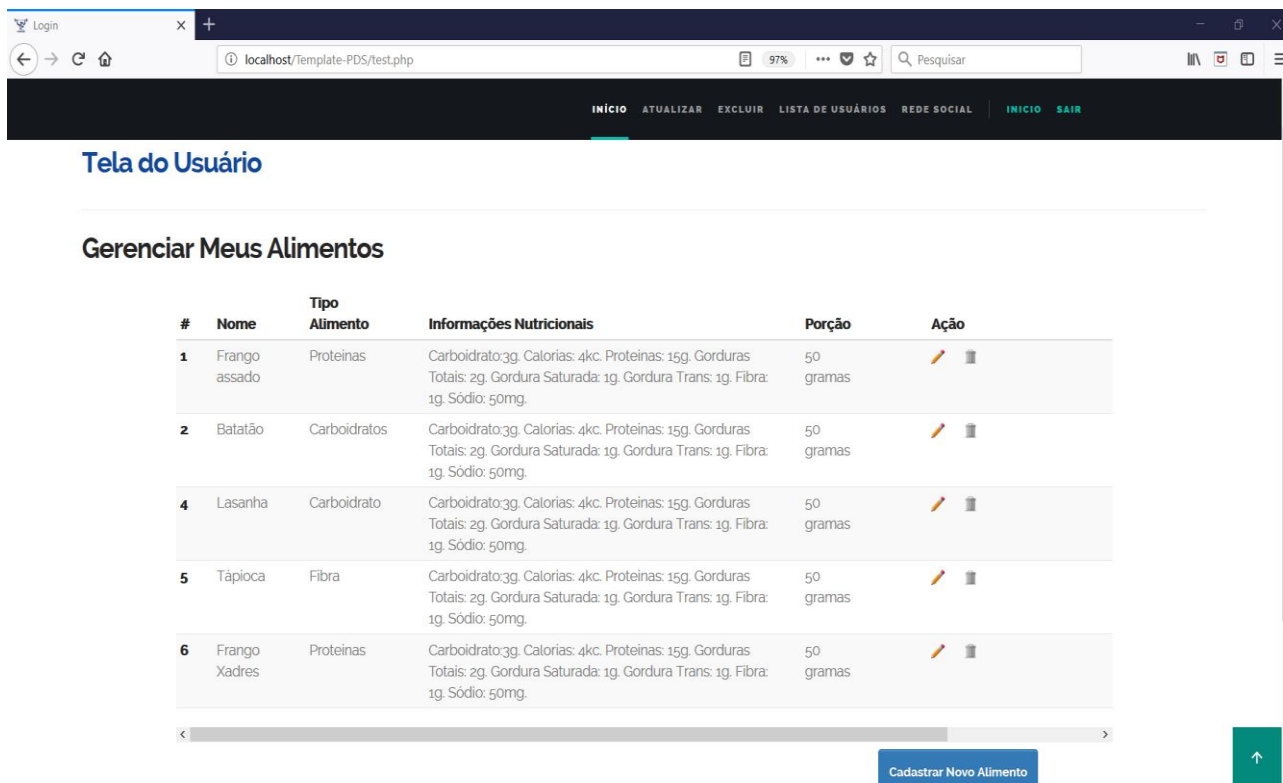 Login
localhost/Template-PDS/test.php
97%
Pesquisar
INÍCIO ATUALIZAR EXCLUIR LISTA DE USUÁRIOS REDE SOCIAL INICIO SAIR
Tela do Usuário
Gerenciar Meus Alimentos
# Nome Tipo Alimento Informações Nutricionais Porção Ação
1 Frango assado Proteinas Carboidrato:3g. Calorias: 4kc. Proteinas: 15g. Gorduras
Totais: 2g. Gordura Saturada: 1g. Gordura Trans: 1g. Fibra:
1g. Sódio: 50mg.
50 gramas
2 Batatão Carboidratos Carboidrato:3g. Calorias: 4kc. Proteinas: 15g. Gorduras
Totais: 2g. Gordura Saturada: 1g. Gordura Trans: 1g. Fibra:
1g. Sódio: 50mg.
50 gramas
4 Lasanha Carboidrato Carboidrato:3g. Calorias: 4kc. Proteinas: 15g. Gorduras
Totais: 2g. Gordura Saturada: 1g. Gordura Trans: 1g. Fibra:
1g. Sódio: 50mg.
50 gramas
5 Tápioca Fibra Carboidrato:3g. Calorias: 4kc. Proteinas: 15g. Gorduras
Totais: 2g. Gordura Saturada: 1g. Gordura Trans: 1g. Fibra:
1g. Sódio: 50mg.
50 gramas
6 Frango Xadres Proteinas Carboidrato:3g. Calorias: 4kc. Proteinas: 15g. Gorduras
Totais: 2g. Gordura Saturada: 1g. Gordura Trans: 1g. Fibra:
1g. Sódio: 50mg.
50 gramas
Cadastrar Novo Alimento